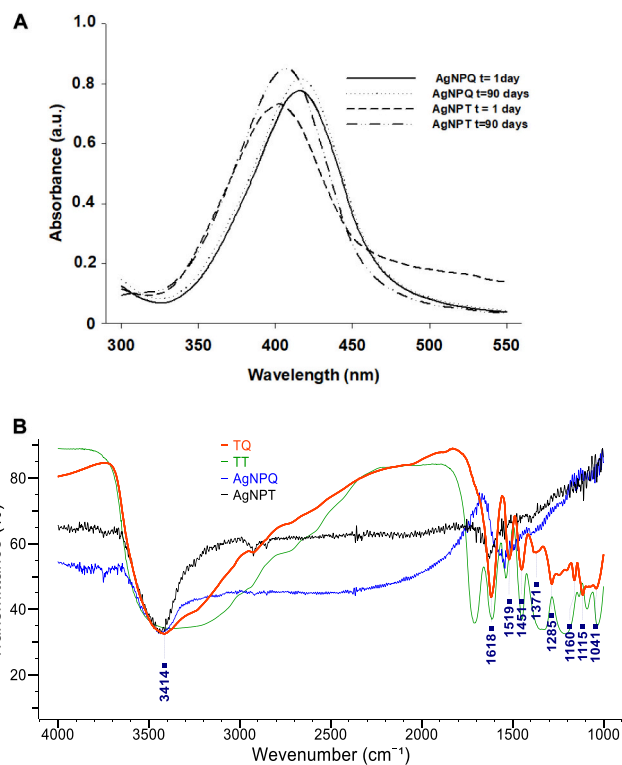 A
1.0
0.8
0.6
0.4
0.2
0
Absorbance (a.u.)
AgNPQ t= 1day
AgNPQ t=90 days
AgNPT t = 1 day
AgNPT t=90 days
300
350
400
450
500
550
Wavelength (nm)
B
TQ
TT
AgNPQ
AgNPT
80
60
40
20
3414
1618
1519
1451
1371
1285
1160
1115
1041
4000
3500
3000
2500
2000
1500
1000
Wevenumber (cm⁻¹)